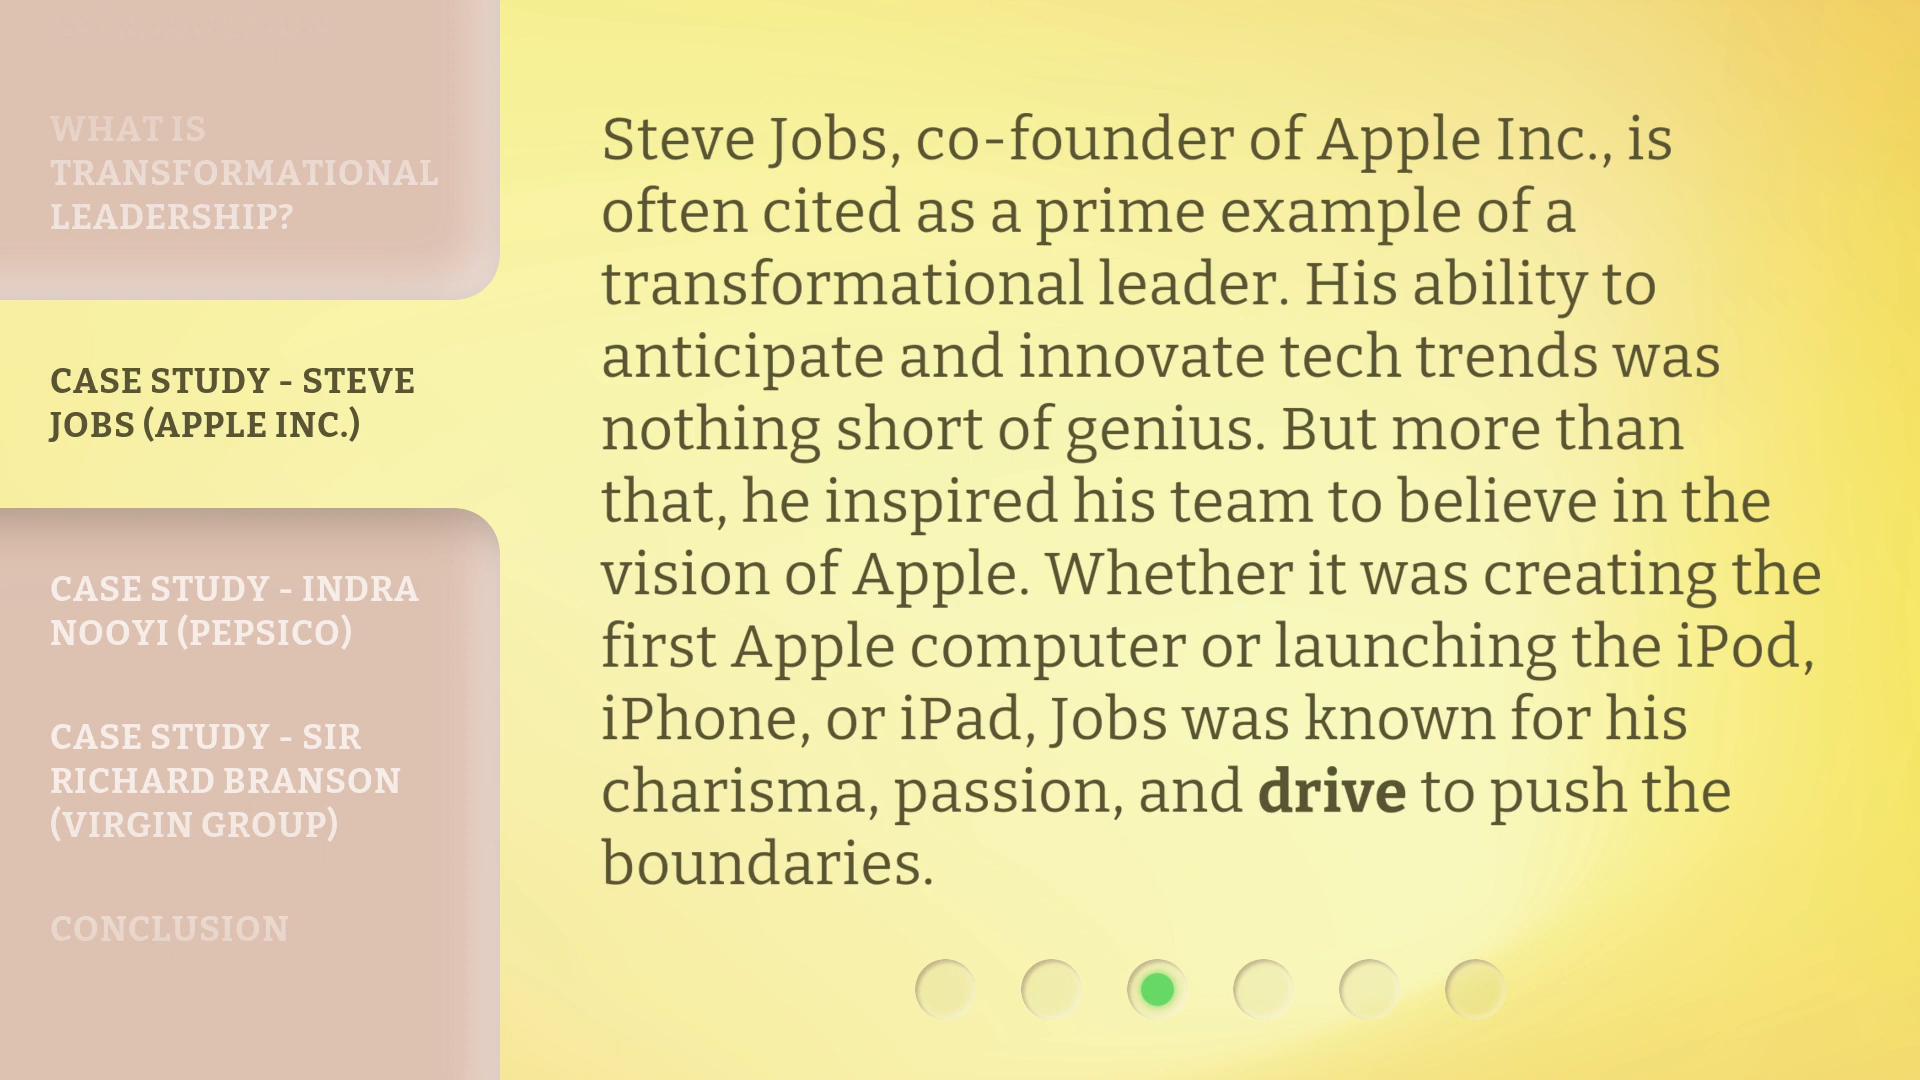 WHAT IS
TRANSFORMATIONAL
LEADERSHIP?
CASE STUDY - STEVE
JOBS (APPLE INC.)
CASE STUDY - INDRA
NOOYI (PEPSICO)
CASE STUDY - SIR
RICHARD BRANSON
(VIRGIN GROUP)
CONCLUSION
Steve Jobs, co-founder of Apple Inc., is
often cited as a prime example of a
transformational leader. His ability to
anticipate and innovate tech trends was
nothing short of genius. But more than
that, he inspired his team to believe in the
vision of Apple. Whether it was creating the
first Apple computer or launching the iPod,
iPhone, or iPad, Jobs was known for his
charisma, passion, and drive to push the
boundaries.